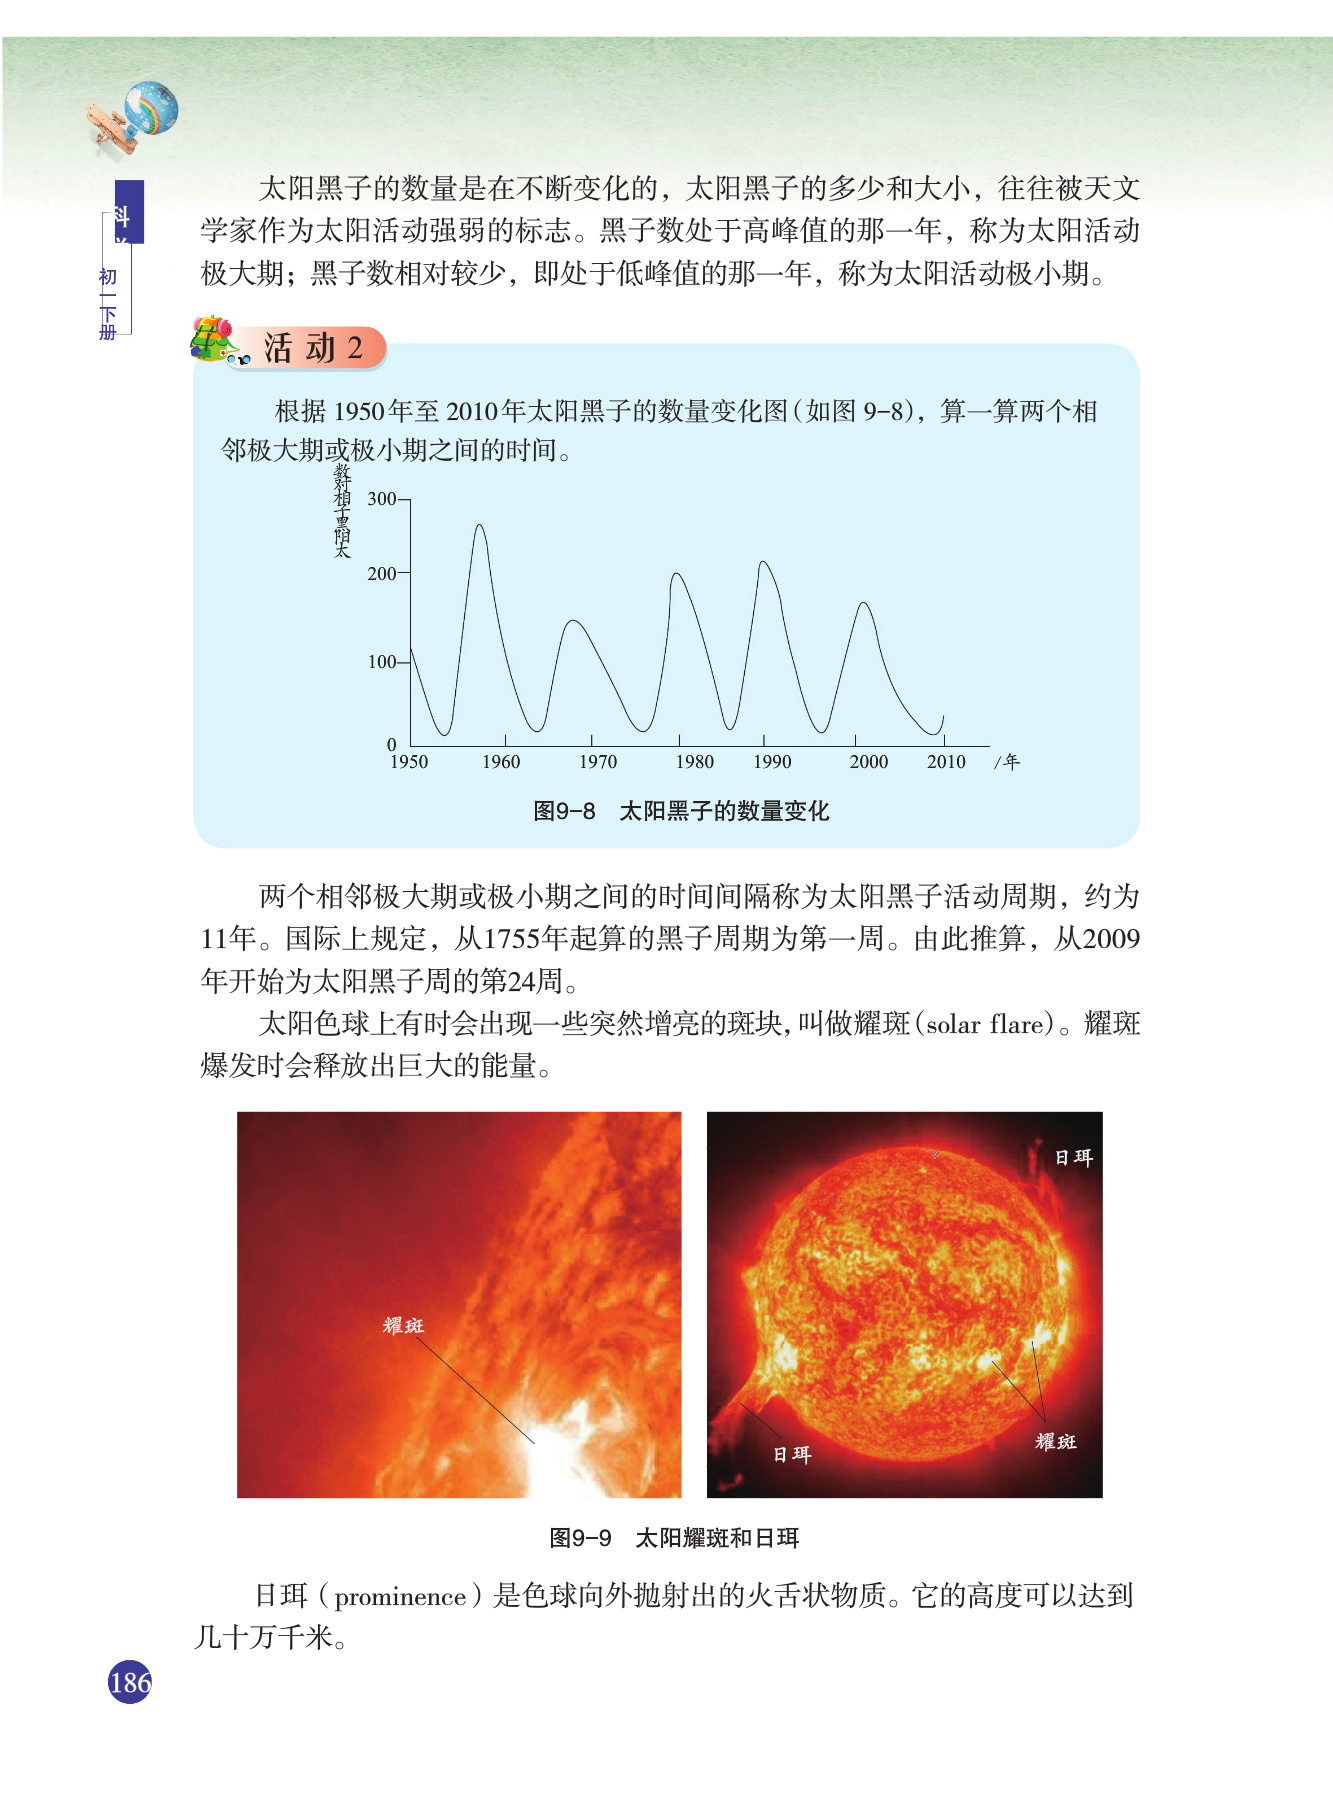 科
初一下册
太阳黑子的数量是在不断变化的，太阳黑子的多少和大小，往往被天文
学家作为太阳活动强弱的标志。黑子数处于高峰值的那一年，称为太阳活动
极大期；黑子数相对较少，即处于低峰值的那一年，称为太阳活动极小期。
活动2
根据 1950年至 2010年太阳黑子的数量变化图（如图 9-8），算一算两个相
邻极大期或极小期之间的时间。
数对相子黑阳太
300
200
100
0
1950 1960 1970 1980 1990 2000 2010 /年
图9-8 太阳黑子的数量变化
两个相邻极大期或极小期之间的时间间隔称为太阳黑子活动周期，约为
11年。国际上规定，从1755年起算的黑子周期为第一周。由此推算，从2009
年开始为太阳黑子周的第24周。
太阳色球上有时会出现一些突然增亮的斑块，叫做耀斑（solar flare）。耀斑
爆发时会释放出巨大的能量。
耀斑
日珥
日珥
耀斑
图9-9 太阳耀斑和日珥
日珥（prominence）是色球向外抛射出的火舌状物质。它的高度可以达到
几十万千米。
186